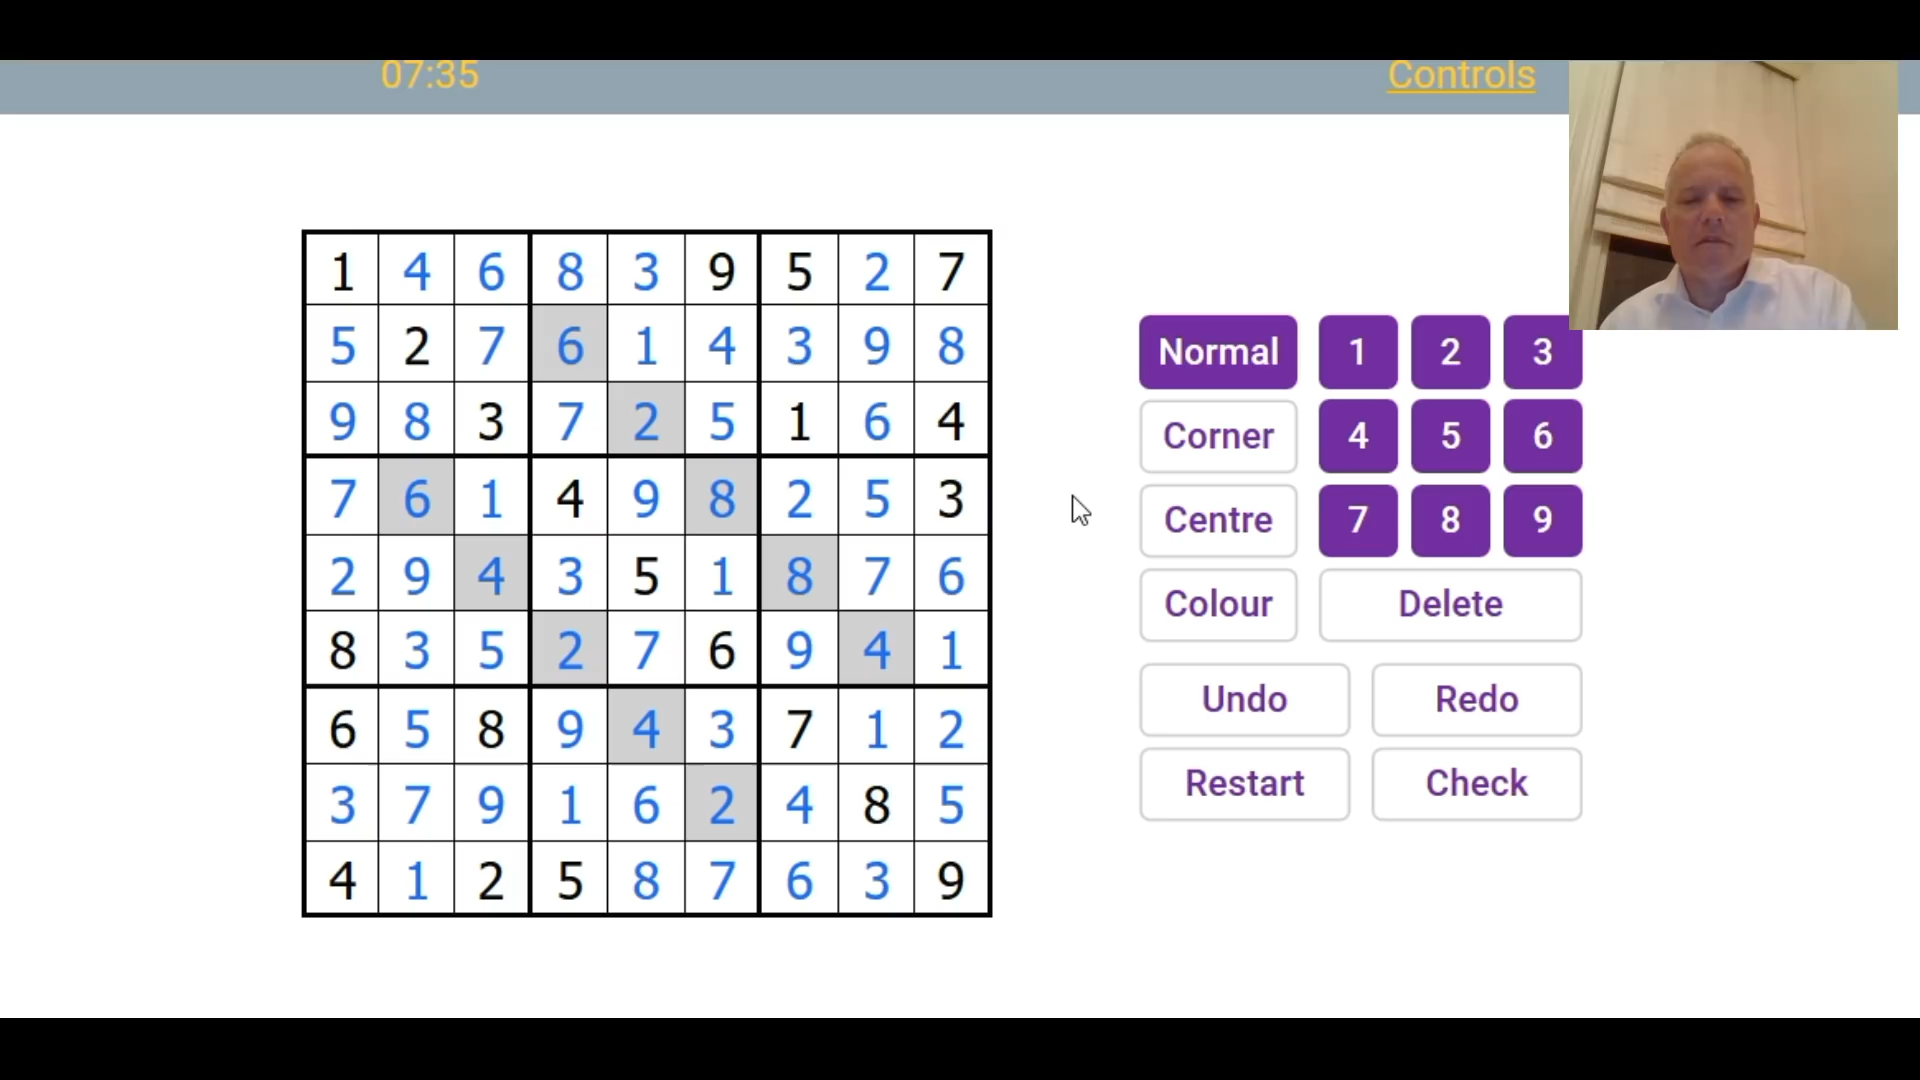 07:35 Controls
1 4 6 8 3 9 5 2 7
5 2 7 6 1 4 3 9 8
9 8 3 7 2 5 1 6 4
7 6 1 4 9 8 2 5 3
2 9 4 3 5 1 8 7 6
8 3 5 2 7 6 9 4 1
6 5 8 9 4 3 7 1 2
3 7 9 1 6 2 4 8 5
4 1 2 5 8 7 6 3 9
Normal 1 2 3
Corner 4 5 6
Centre 7 8 9
Colour Delete
Undo Redo
Restart Check